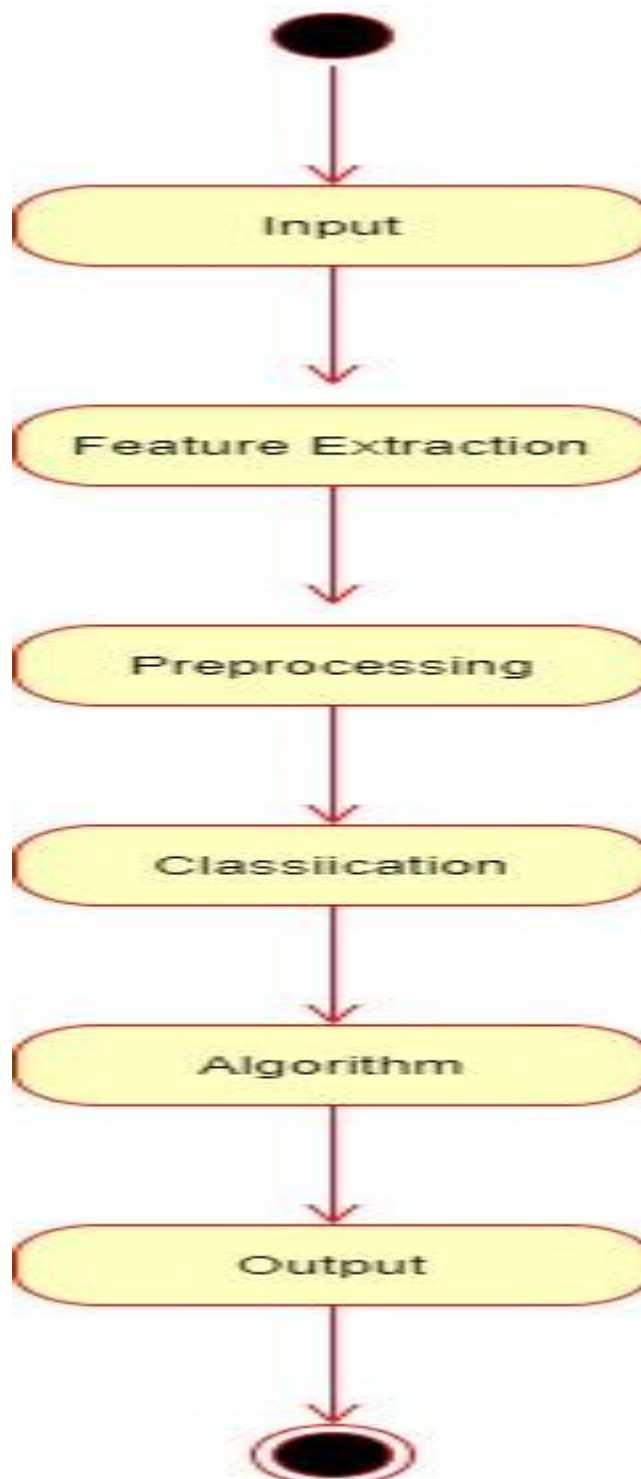 Input
Feature Extraction
Preprocessing
Classiication
Algorithm
Output